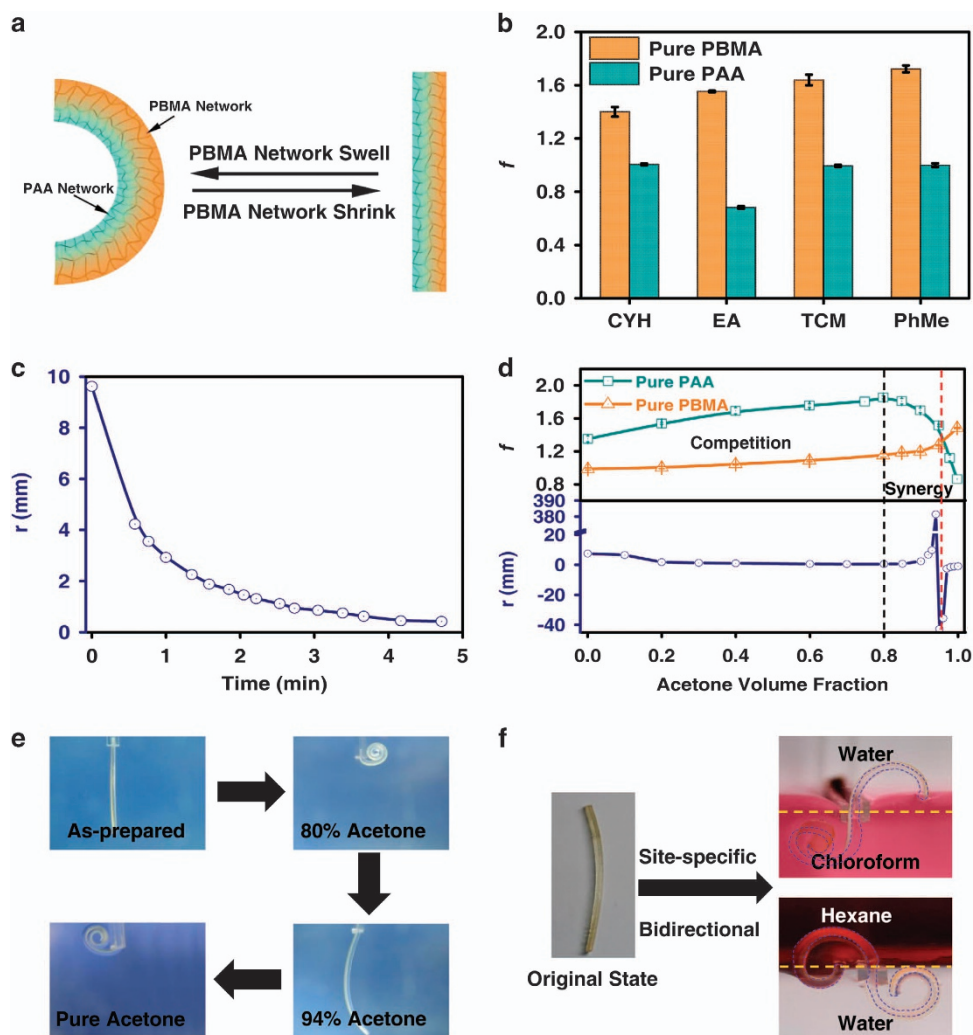 a
PBMA Network
PAA Network
PBMA Network Swell
PBMA Network Shrink
b
2.0
1.6
1.2
0.8
0.4
0.0
f
Pure PBMA
Pure PAA
CYH
EA
TCM
PhMe
c
10
8
6
4
2
0
r (mm)
0
1
2
3
4
5
Time (min)
d
2.0
1.6
1.2
0.8
f
Pure PAA
Pure PBMA
Competition
Synergy
390
380
20
0
-20
-40
r (mm)
0.0
0.2
0.4
0.6
0.8
1.0
Acetone Volume Fraction
e
As-prepared
80% Acetone
Pure Acetone
94% Acetone
f
Original State
Site-specific
Bidirectional
Water
Chloroform
Hexane
Water